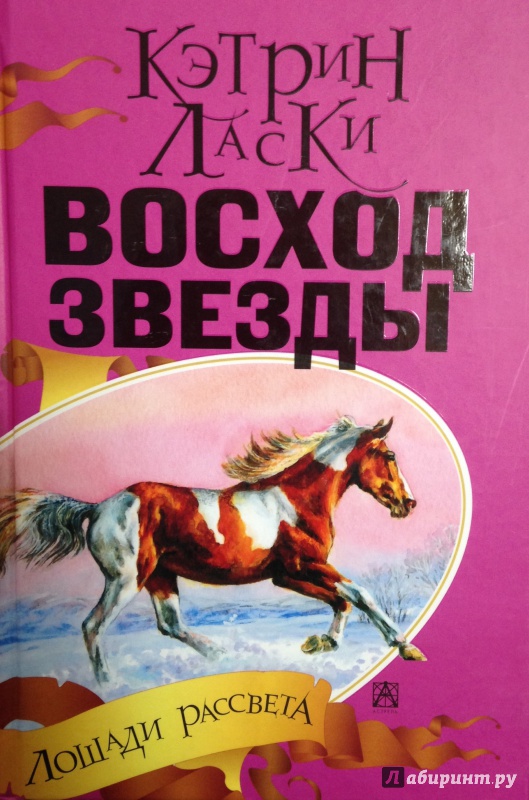 Кэтрин
Ласки
ВОСХОД
ЗВЕЗДЫ
Лошади рассвета
Лабиринт.ру